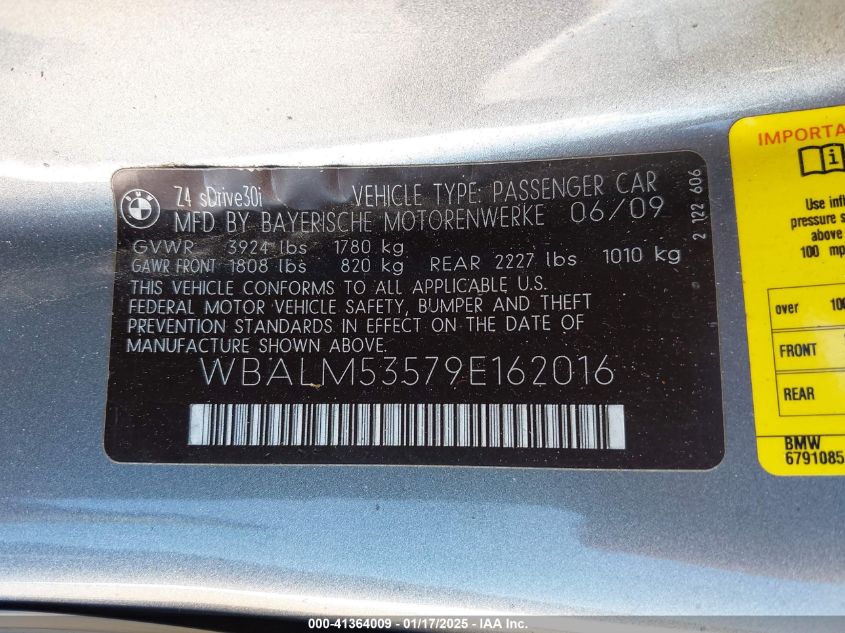 BMW Z4 sDrive30i VEHICLE TYPE: PASSENGER CAR
MFD BY BAYERISCHE MOTORENWERKE 06/09
GVWR 3924 lbs 1780 kg
GAWR FRONT 1808 lbs 820 kg REAR 2227 lbs 1010 kg
THIS VEHICLE CONFORMS TO ALL APPLICABLE U.S.
FEDERAL MOTOR VEHICLE SAFETY, BUMPER AND THEFT
PREVENTION STANDARDS IN EFFECT ON THE DATE OF
MANUFACTURE SHOWN ABOVE.
WBALM53579E162016
2 122 606
IMPORTA
i
Use infl
pressure s
above
100 mp
over 100
FRONT
REAR
BMW
6791085
000-41364009 - 01/17/2025 - IAA Inc.